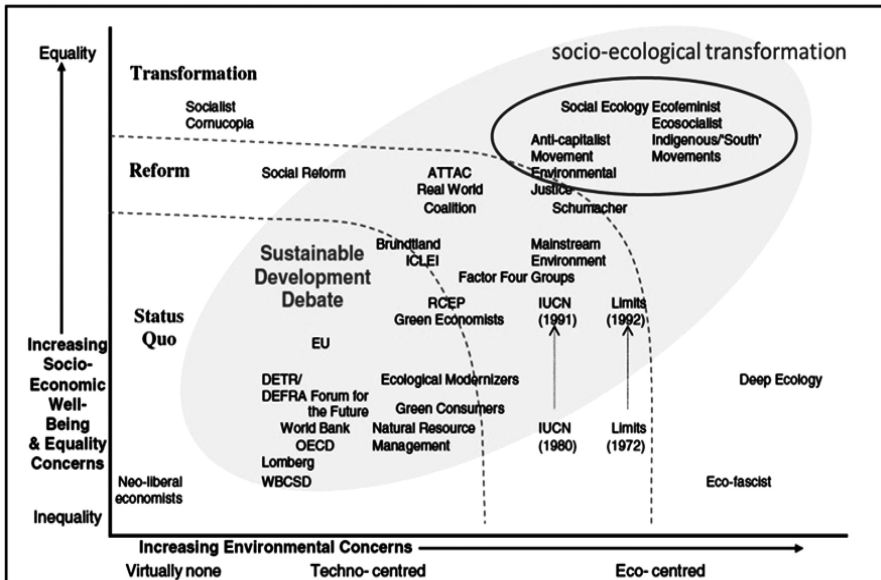 socio-ecological transformation
Equality
Transformation
Socialist
Cornucopia
Social Ecology Ecofeminist
Ecosocialist
Anti-capitalist
Indigenous/'South'
Movement
Movements
Reform
Social Reform
ATTAC
Environmental
Real World
Justice
Coalition
Schumacher
Sustainable
Development
Debate
Brundtland
ICLEI
Mainstream
Environment
Factor Four Groups
Status
Quo
RCEP
Green Economists
IUCN
(1991)
Limits
(1992)
EU
Increasing
Socio-
Economic
Well-
Being
& Equality
Concerns
DETR/
DEFRA Forum for
the Future
Ecological Modernizers
Deep Ecology
Green Consumers
World Bank
OECD
Natural Resource
Management
IUCN
(1980)
Limits
(1972)
Lomberg
WBCSD
Neo-liberal
economists
Eco-fascist
Inequality
Increasing Environmental Concerns
Virtually none
Techno- centred
Eco- centred